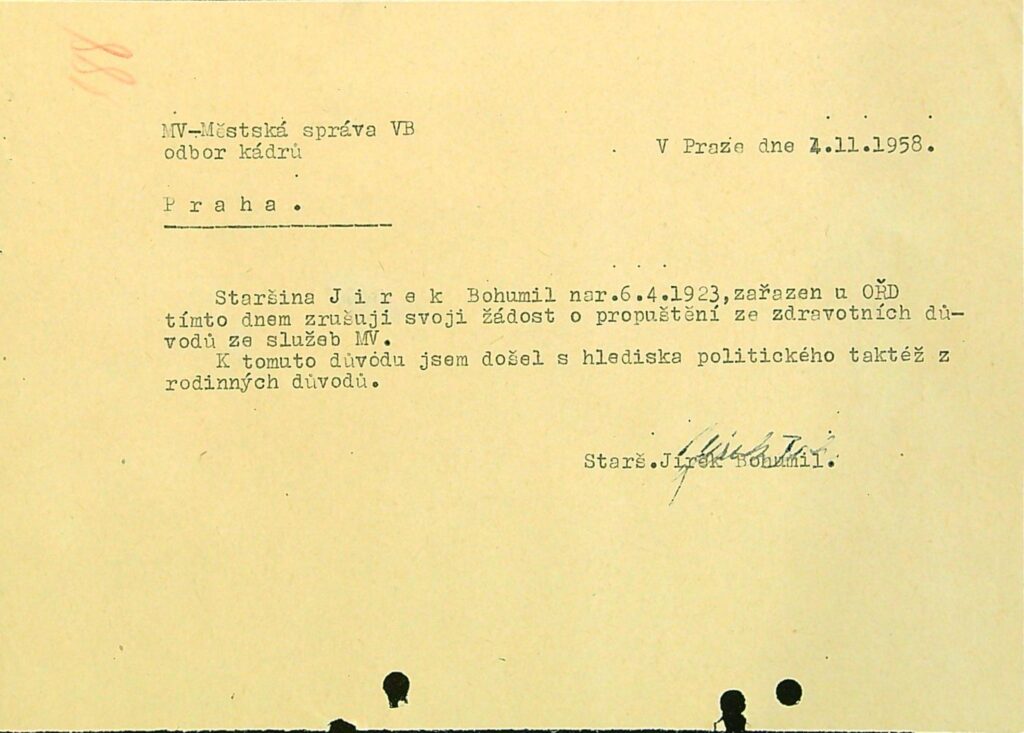 88
MV-Městská správa VB
odbor kádrů
V Praze dne 4.11.1958.
P r a h a .
Staršina J i r e k Bohumil nar.6.4.1923,zařazen u OŘD
tímto dnem zrušuji svoji žádost o propuštění ze zdravotních dů-
vodů ze služeb MV.
K tomuto důvodu jsem došel s hlediska politického taktéž z
rodinných důvodů.
Starš.Jirek Bohumil.